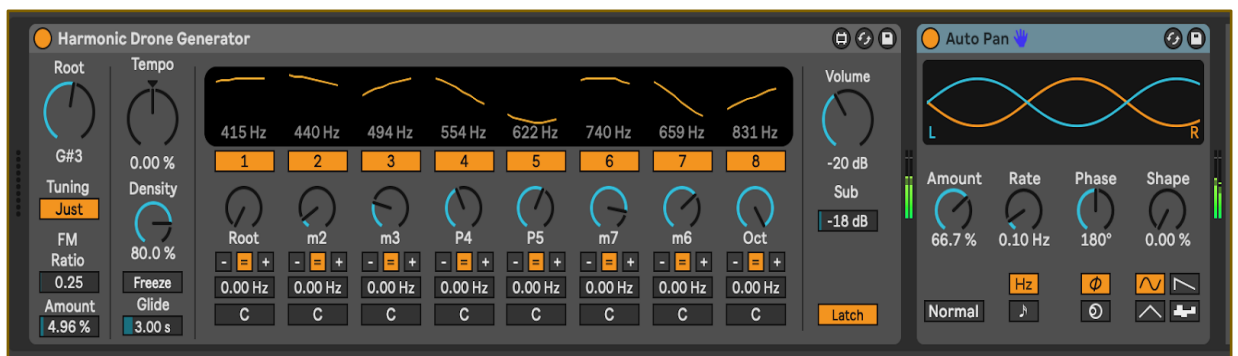 Harmonic Drone Generator
Root
G#3
Tuning
Just
FM
Ratio
0.25
Amount
4.96 %
Tempo
0.00 %
Density
80.0 %
Freeze
Glide
3.00 s
415 Hz 440 Hz 494 Hz 554 Hz 622 Hz 740 Hz 659 Hz 831 Hz
1 2 3 4 5 6 7 8
Root m2 m3 P4 P5 m7 m6 Oct
- = + - = + - = + - = + - = + - = + - = + - = +
0.00 Hz 0.00 Hz 0.00 Hz 0.00 Hz 0.00 Hz 0.00 Hz 0.00 Hz 0.00 Hz
C C C C C C C C
Volume
-20 dB
Sub
-18 dB
Latch
Auto Pan
L
R
Amount Rate Phase Shape
66.7 % 0.10 Hz 180° 0.00 %
Hz
Normal